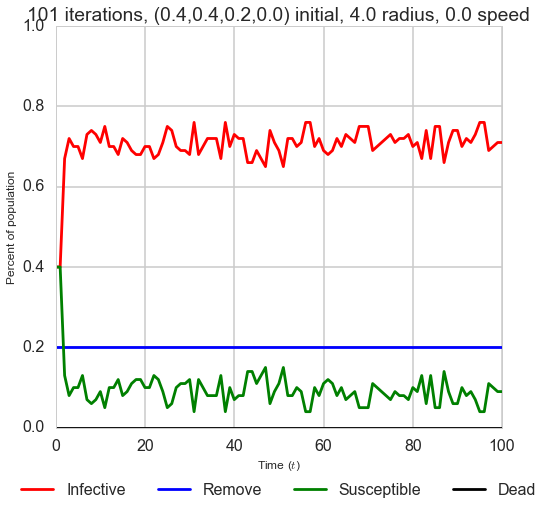 101 iterations, (0.4,0.4,0.2,0.0) initial, 4.0 radius, 0.0 speed
1.0
0.8
0.6
0.4
0.2
0.0
Percent of population
0 20 40 60 80 100
Time (t)
Infective Remove Susceptible Dead